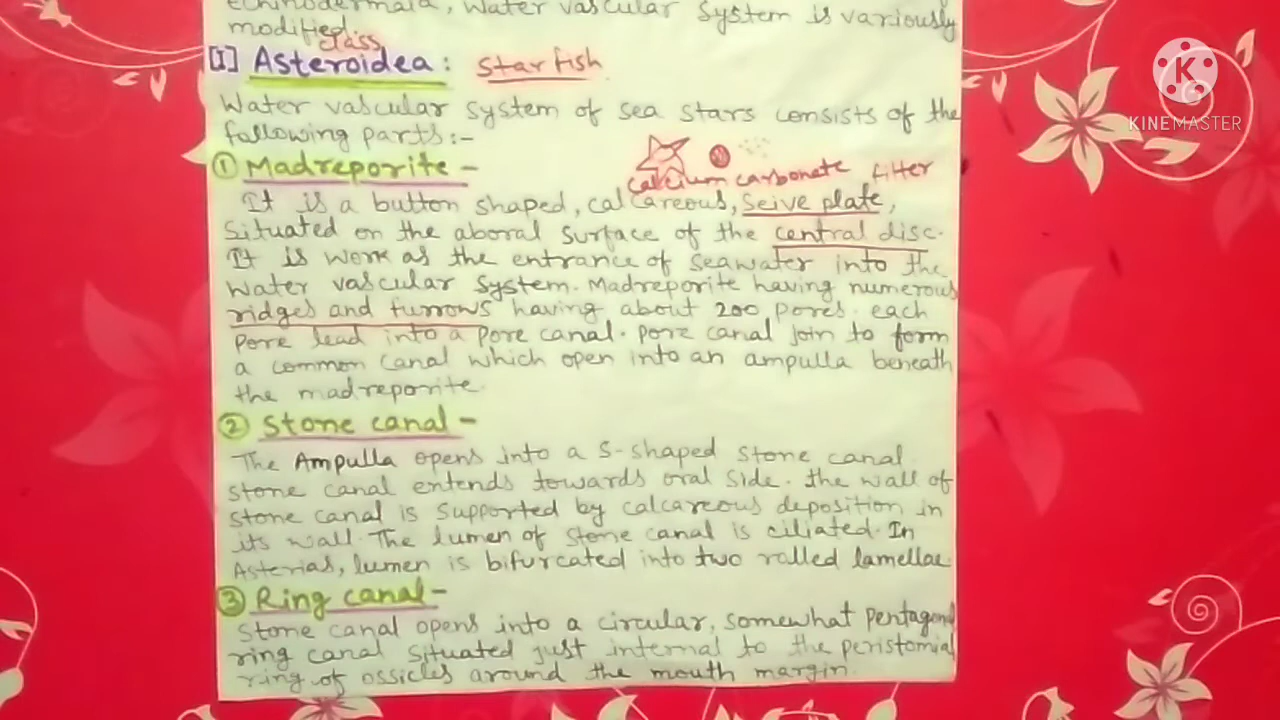 echinodermata, water vascular system is variously
modified.
class
[I] Asteroidea: Star fish
Water vascular system of sea stars consists of the
following parts:-
① Madreporite -
calcium carbonate filter
It is a button shaped, calcareous, Seive plate,
Situated on the aboral surface of the central disc.
It is work as the entrance of seawater into the
water vascular system. Madreporite having numerous
ridges and furrows having about 200 pores. each
pore lead into a pore canal. pore canal join to form
a common canal which open into an ampulla beneath
the madreporite.
② Stone canal -
The Ampulla opens into a S-shaped stone canal.
stone canal entends towards oral side. the wall of
stone canal is supported by calcareous deposition in
its wall. The lumen of stone canal is ciliated. In
Asterias, lumen is bifurcated into two ralled lamellae.
③ Ring canal -
Stone canal opens into a circular, somewhat Pentagonal
ring canal situated just internal to the peristomial
ring of ossicles around the mouth margin.
K
KINEMASTER